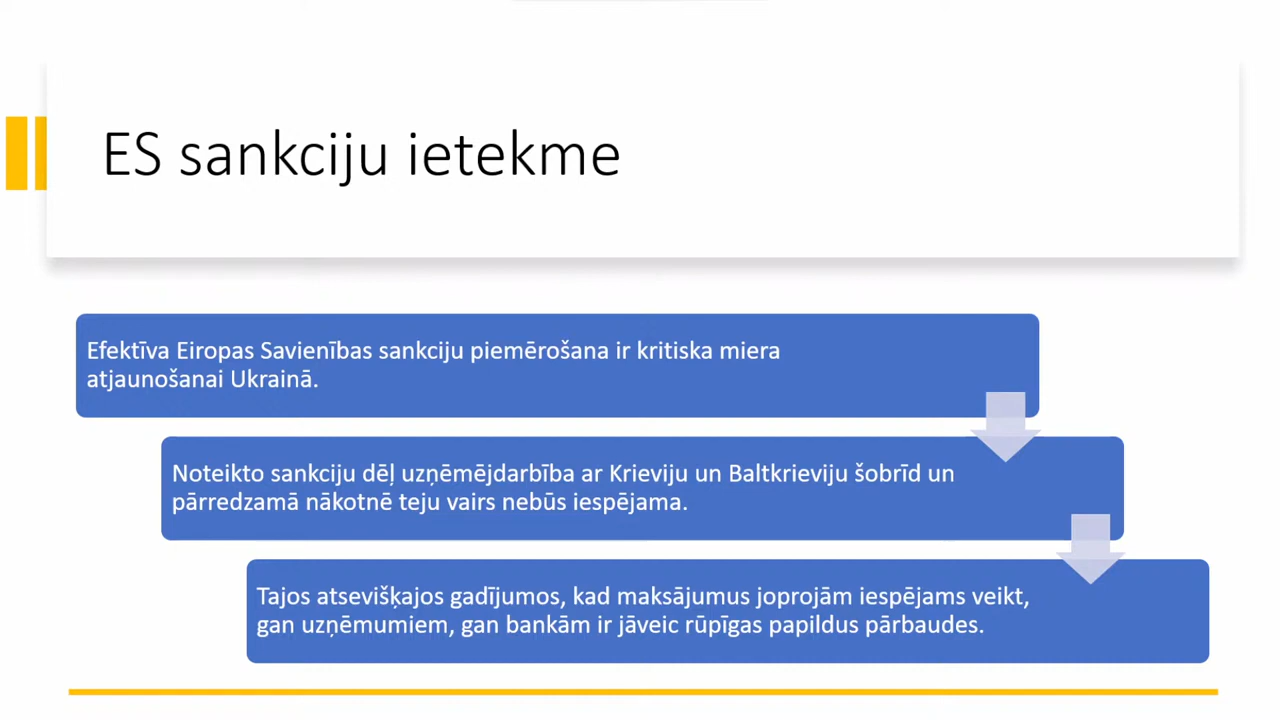 ES sankciju ietekme
Efektīva Eiropas Savienības sankciju piemērošana ir kritiska miera
atjaunošanai Ukrainā.
Noteikto sankciju dēļ uzņēmējdarbība ar Krieviju un Baltkrieviju šobrīd un
pārredzamā nākotnē teju vairs nebūs iespējama.
Tajos atsevišķajos gadījumos, kad maksājumus joprojām iespējams veikt,
gan uzņēmumiem, gan bankām ir jāveic rūpīgas papildus pārbaudes.